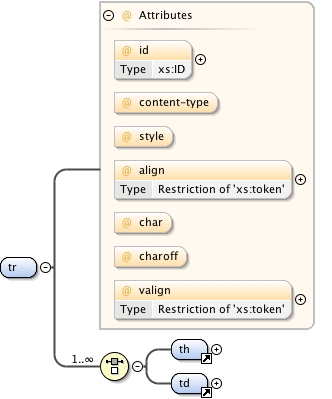 @ Attributes
@ id
Type xs:ID
@ content-type
@ style
@ align
Type Restriction of 'xs:token'
@ char
@ charoff
@ valign
Type Restriction of 'xs:token'
tr
1..∞
th
td